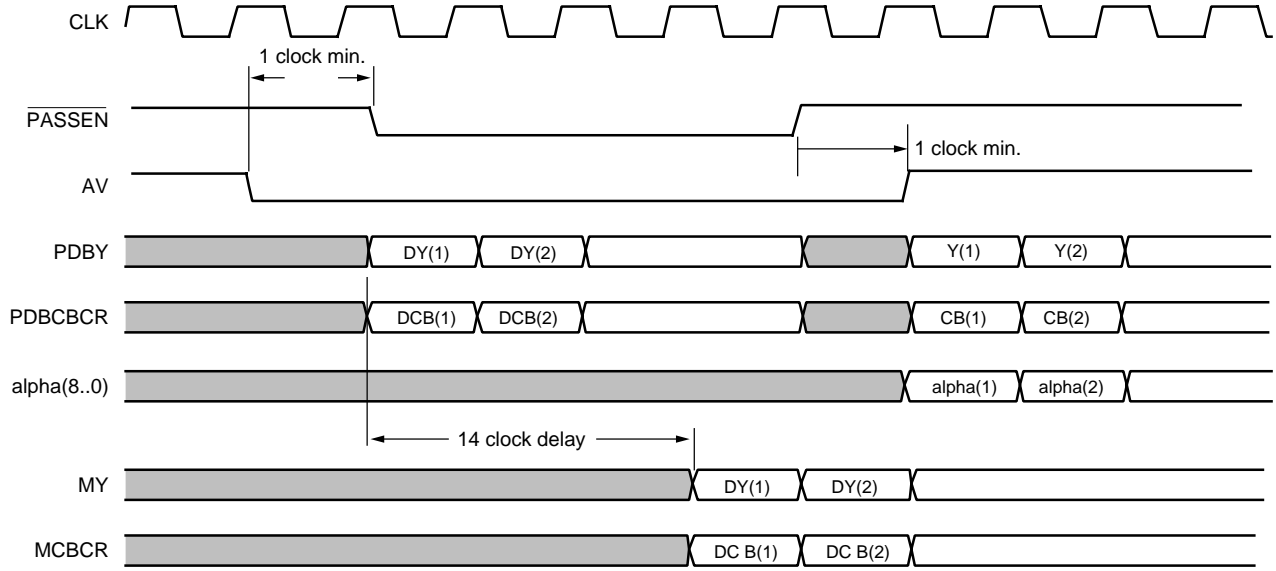 CLK
1 clock min.
PASSEN
1 clock min.
AV
PDBY DY(1) DY(2) Y(1) Y(2)
PDBCBCR DCB(1) DCB(2) CB(1) CB(2)
alpha(8..0) alpha(1) alpha(2)
14 clock delay
MY DY(1) DY(2)
MCBCR DC B(1) DC B(2)